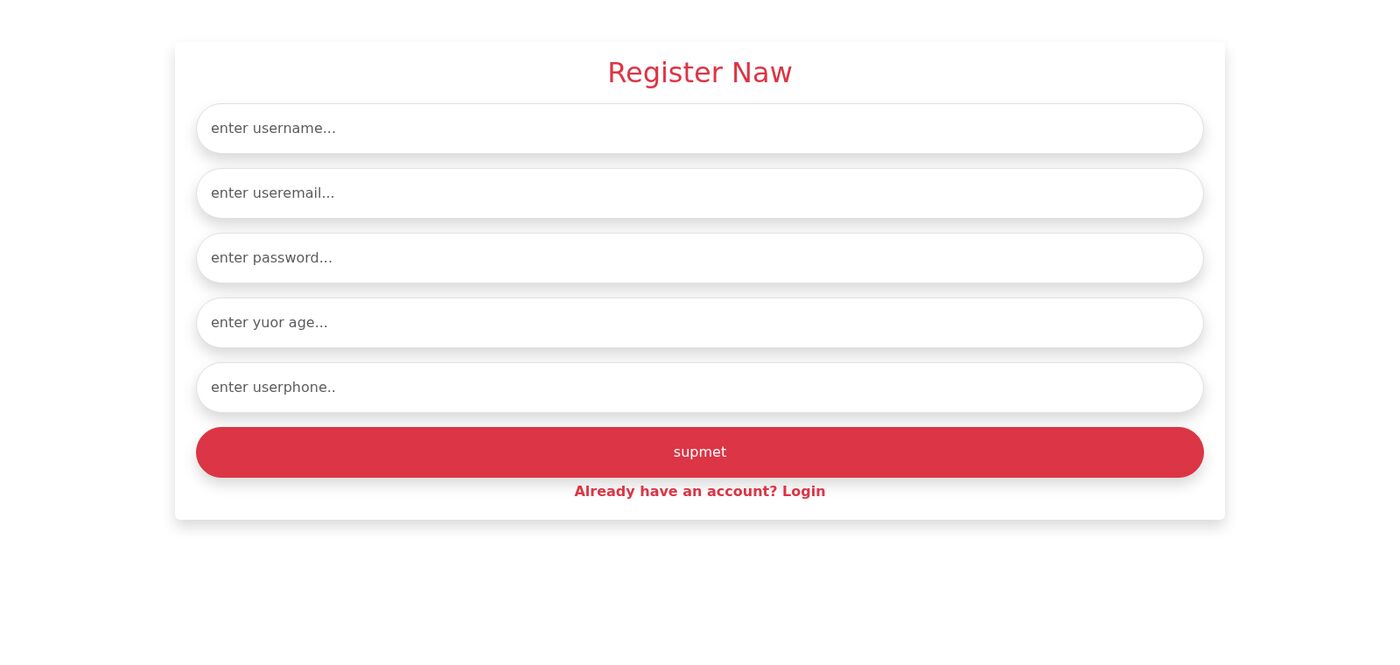 Register Naw
enter username...
enter useremail...
enter password...
enter yuor age...
enter userphone..
supmet
Already have an account? Login